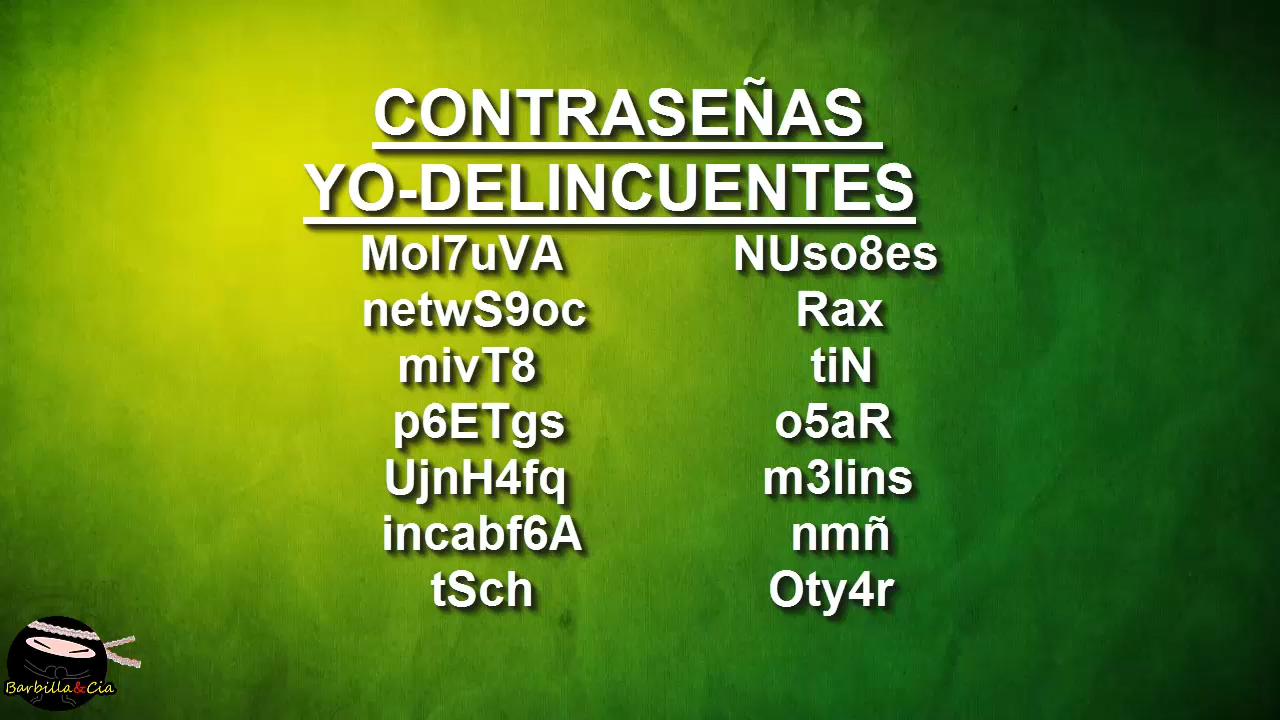 CONTRASEÑAS
YO-DELINCUENTES
Mol7uVA NUso8es
netwS9oc Rax
mivT8 tiN
p6ETgs o5aR
UjnH4fq m3lins
incabf6A nmñ
tSch Oty4r
Barbilla&Cia